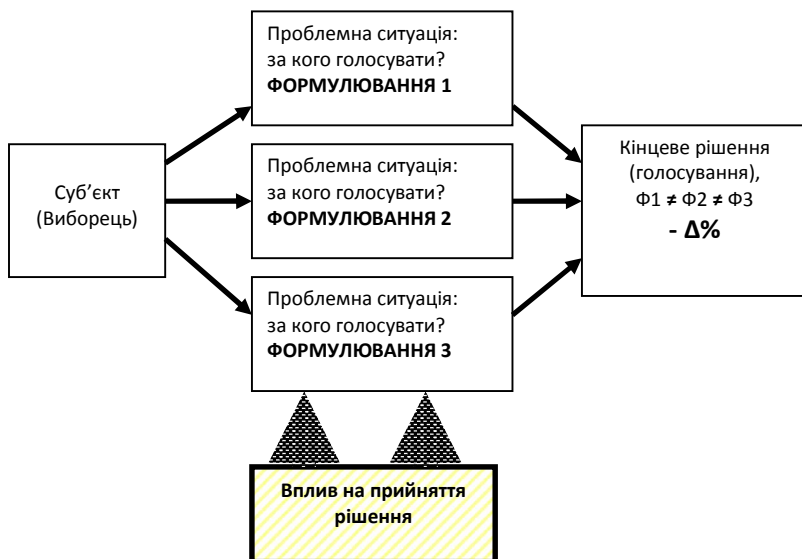 Проблемна ситуація:
за кого голосувати?
ФОРМУЛЮВАННЯ 1
Суб’єкт
(Виборець)
Проблемна ситуація:
за кого голосувати?
ФОРМУЛЮВАННЯ 2
Кінцеве рішення
(голосування),
Ф1 ≠ Ф2 ≠ Ф3
- Δ%
Проблемна ситуація:
за кого голосувати?
ФОРМУЛЮВАННЯ 3
Вплив на прийняття
рішення